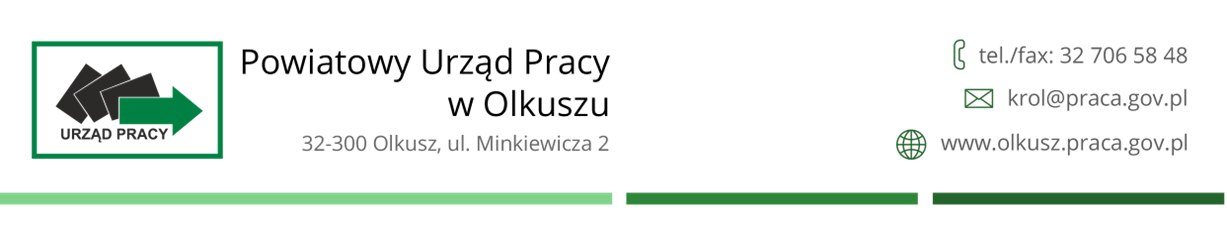 URZĄD PRACY
Powiatowy Urząd Pracy
w Olkuszu
32-300 Olkusz, ul. Minkiewicza 2
tel./fax: 32 706 58 48
krol@praca.gov.pl
www.olkusz.praca.gov.pl